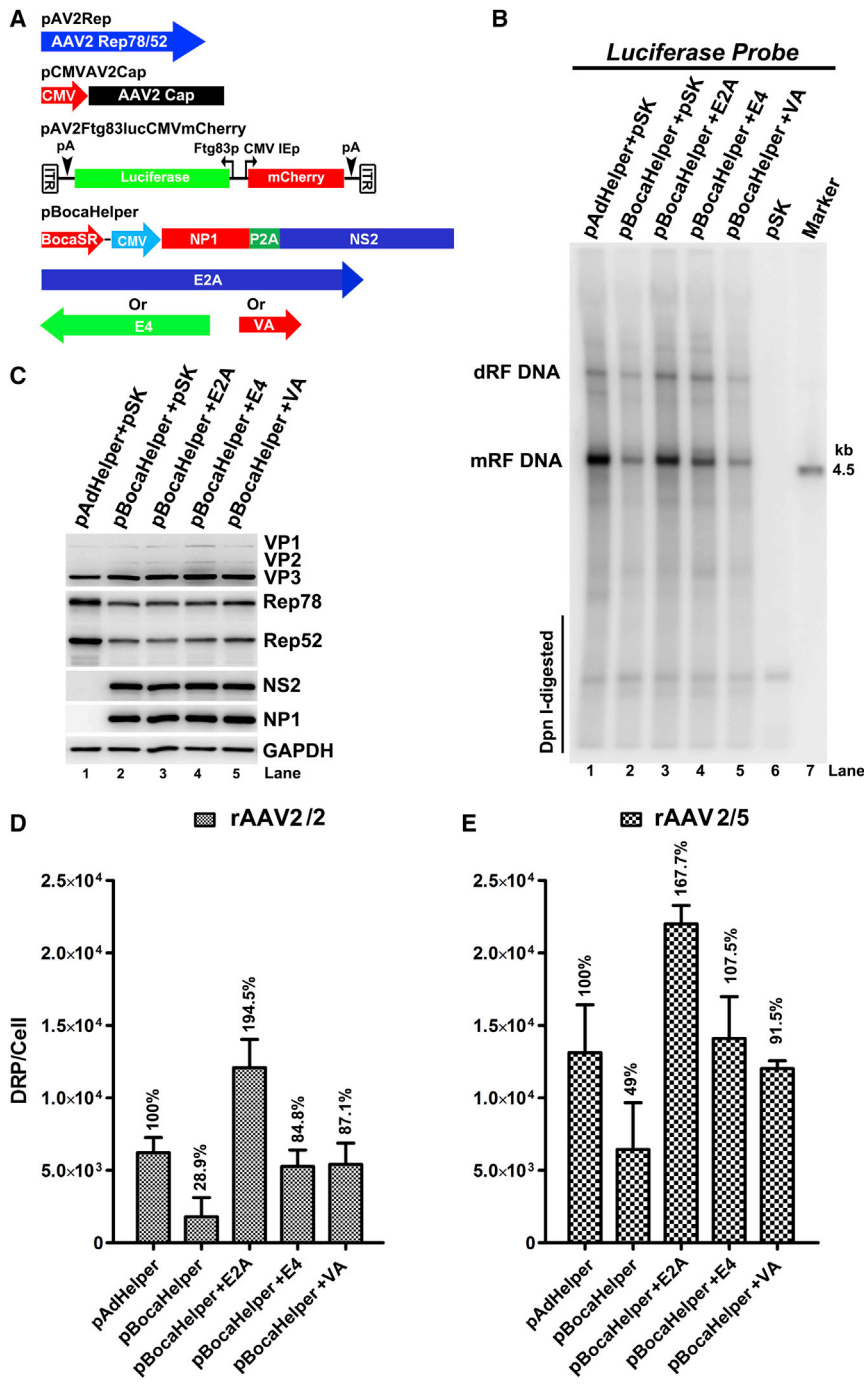 A
pAV2Rep
AAV2 Rep78/52
pCMVAV2Cap
CMV AAV2 Cap
pAV2Ftg83lucCMVmCherry
pA Ftg83p CMV IEp pA
ITR Luciferase mCherry ITR
pBocaHelper
BocaSR CMV NP1 P2A NS2
E2A
Or Or
E4 VA
B
Luciferase Probe
pAdHelper+pSK
pBocaHelper+pSK
pBocaHelper+E2A
pBocaHelper+E4
pBocaHelper+VA
pSK
Marker
dRF DNA
mRF DNA
kb
4.5
Dpn I-digested
1 2 3 4 5 6 7 Lane
C
pAdHelper+pSK
pBocaHelper+pSK
pBocaHelper+E2A
pBocaHelper+E4
pBocaHelper+VA
VP1
VP2
VP3
Rep78
Rep52
NS2
NP1
GAPDH
1 2 3 4 5 Lane
D
rAAV2/2
DRP/Cell
2.5×10⁴
2.0×10⁴
1.5×10⁴
1.0×10⁴
5.0×10³
0
100%
28.9%
194.5%
84.8%
87.1%
pAdHelper
pBocaHelper
pBocaHelper+E2A
pBocaHelper+E4
pBocaHelper+VA
E
rAAV2/5
2.5×10⁴
2.0×10⁴
1.5×10⁴
1.0×10⁴
5.0×10³
0
100%
49%
167.7%
107.5%
91.5%
pAdHelper
pBocaHelper
pBocaHelper+E2A
pBocaHelper+E4
pBocaHelper+VA